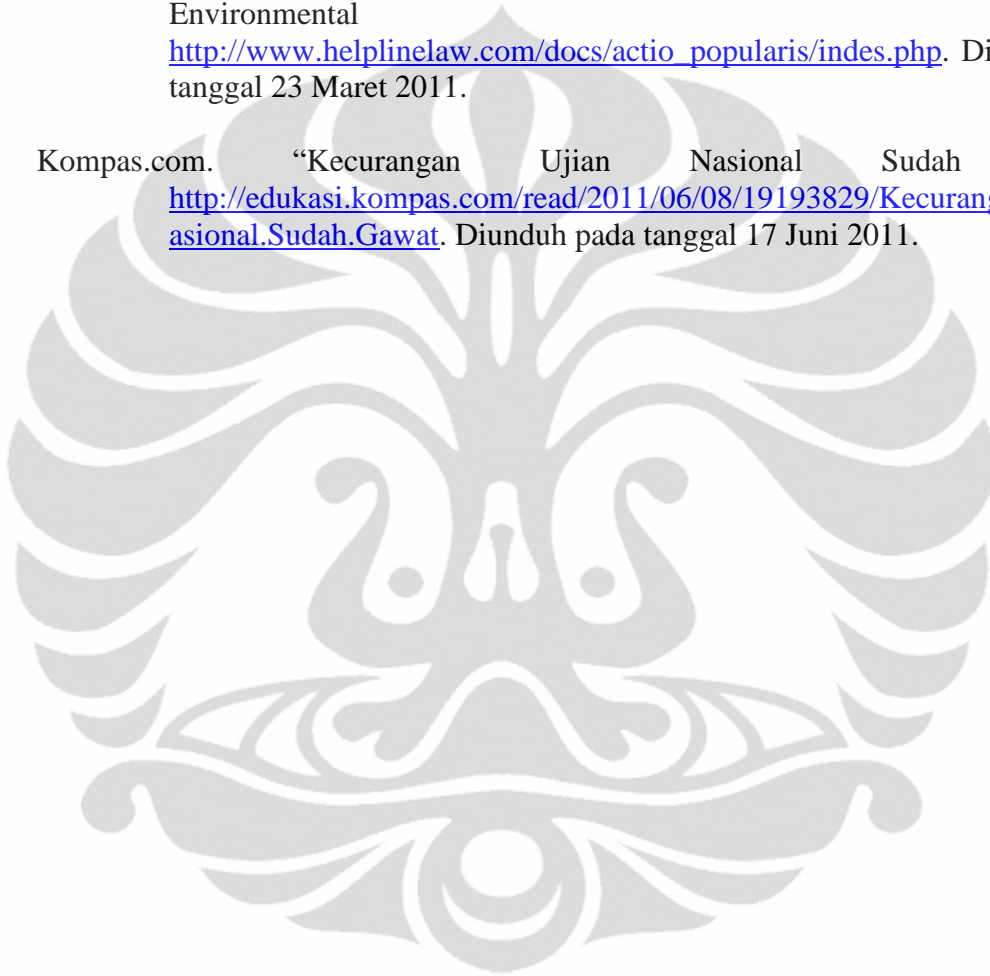 Environmental
http://www.helplinelaw.com/docs/actio_popularis/indes.php. Di
tanggal 23 Maret 2011.
Kompas.com. “Kecurangan Ujian Nasional Sudah
http://edukasi.kompas.com/read/2011/06/08/19193829/Kecurang
asional.Sudah.Gawat. Diunduh pada tanggal 17 Juni 2011.